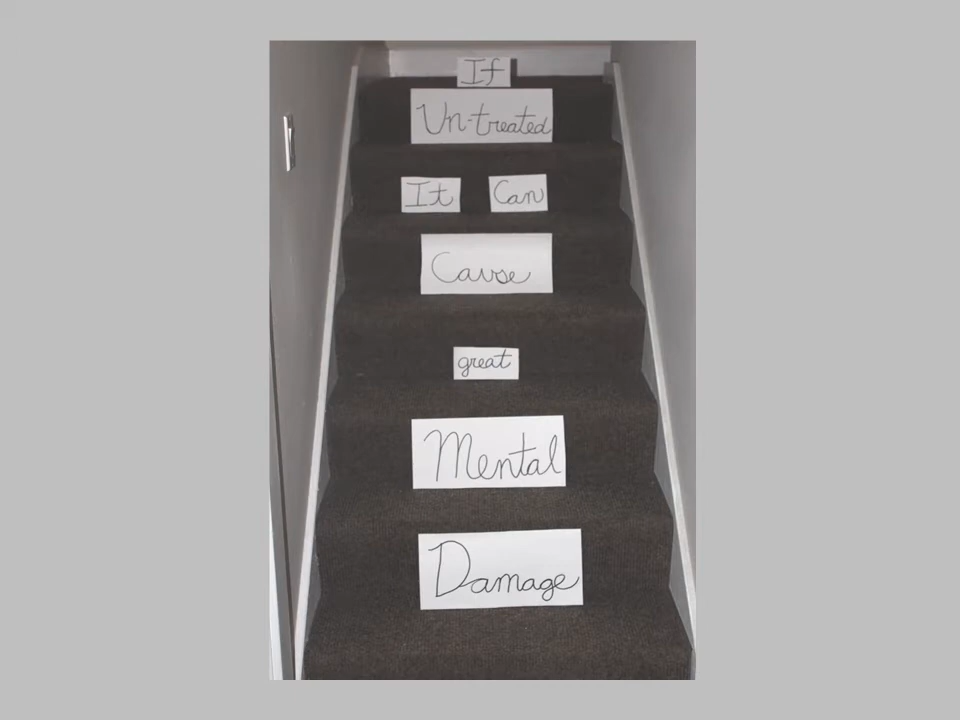 If
Un-treated
It Can
Cause
great
Mental
Damage